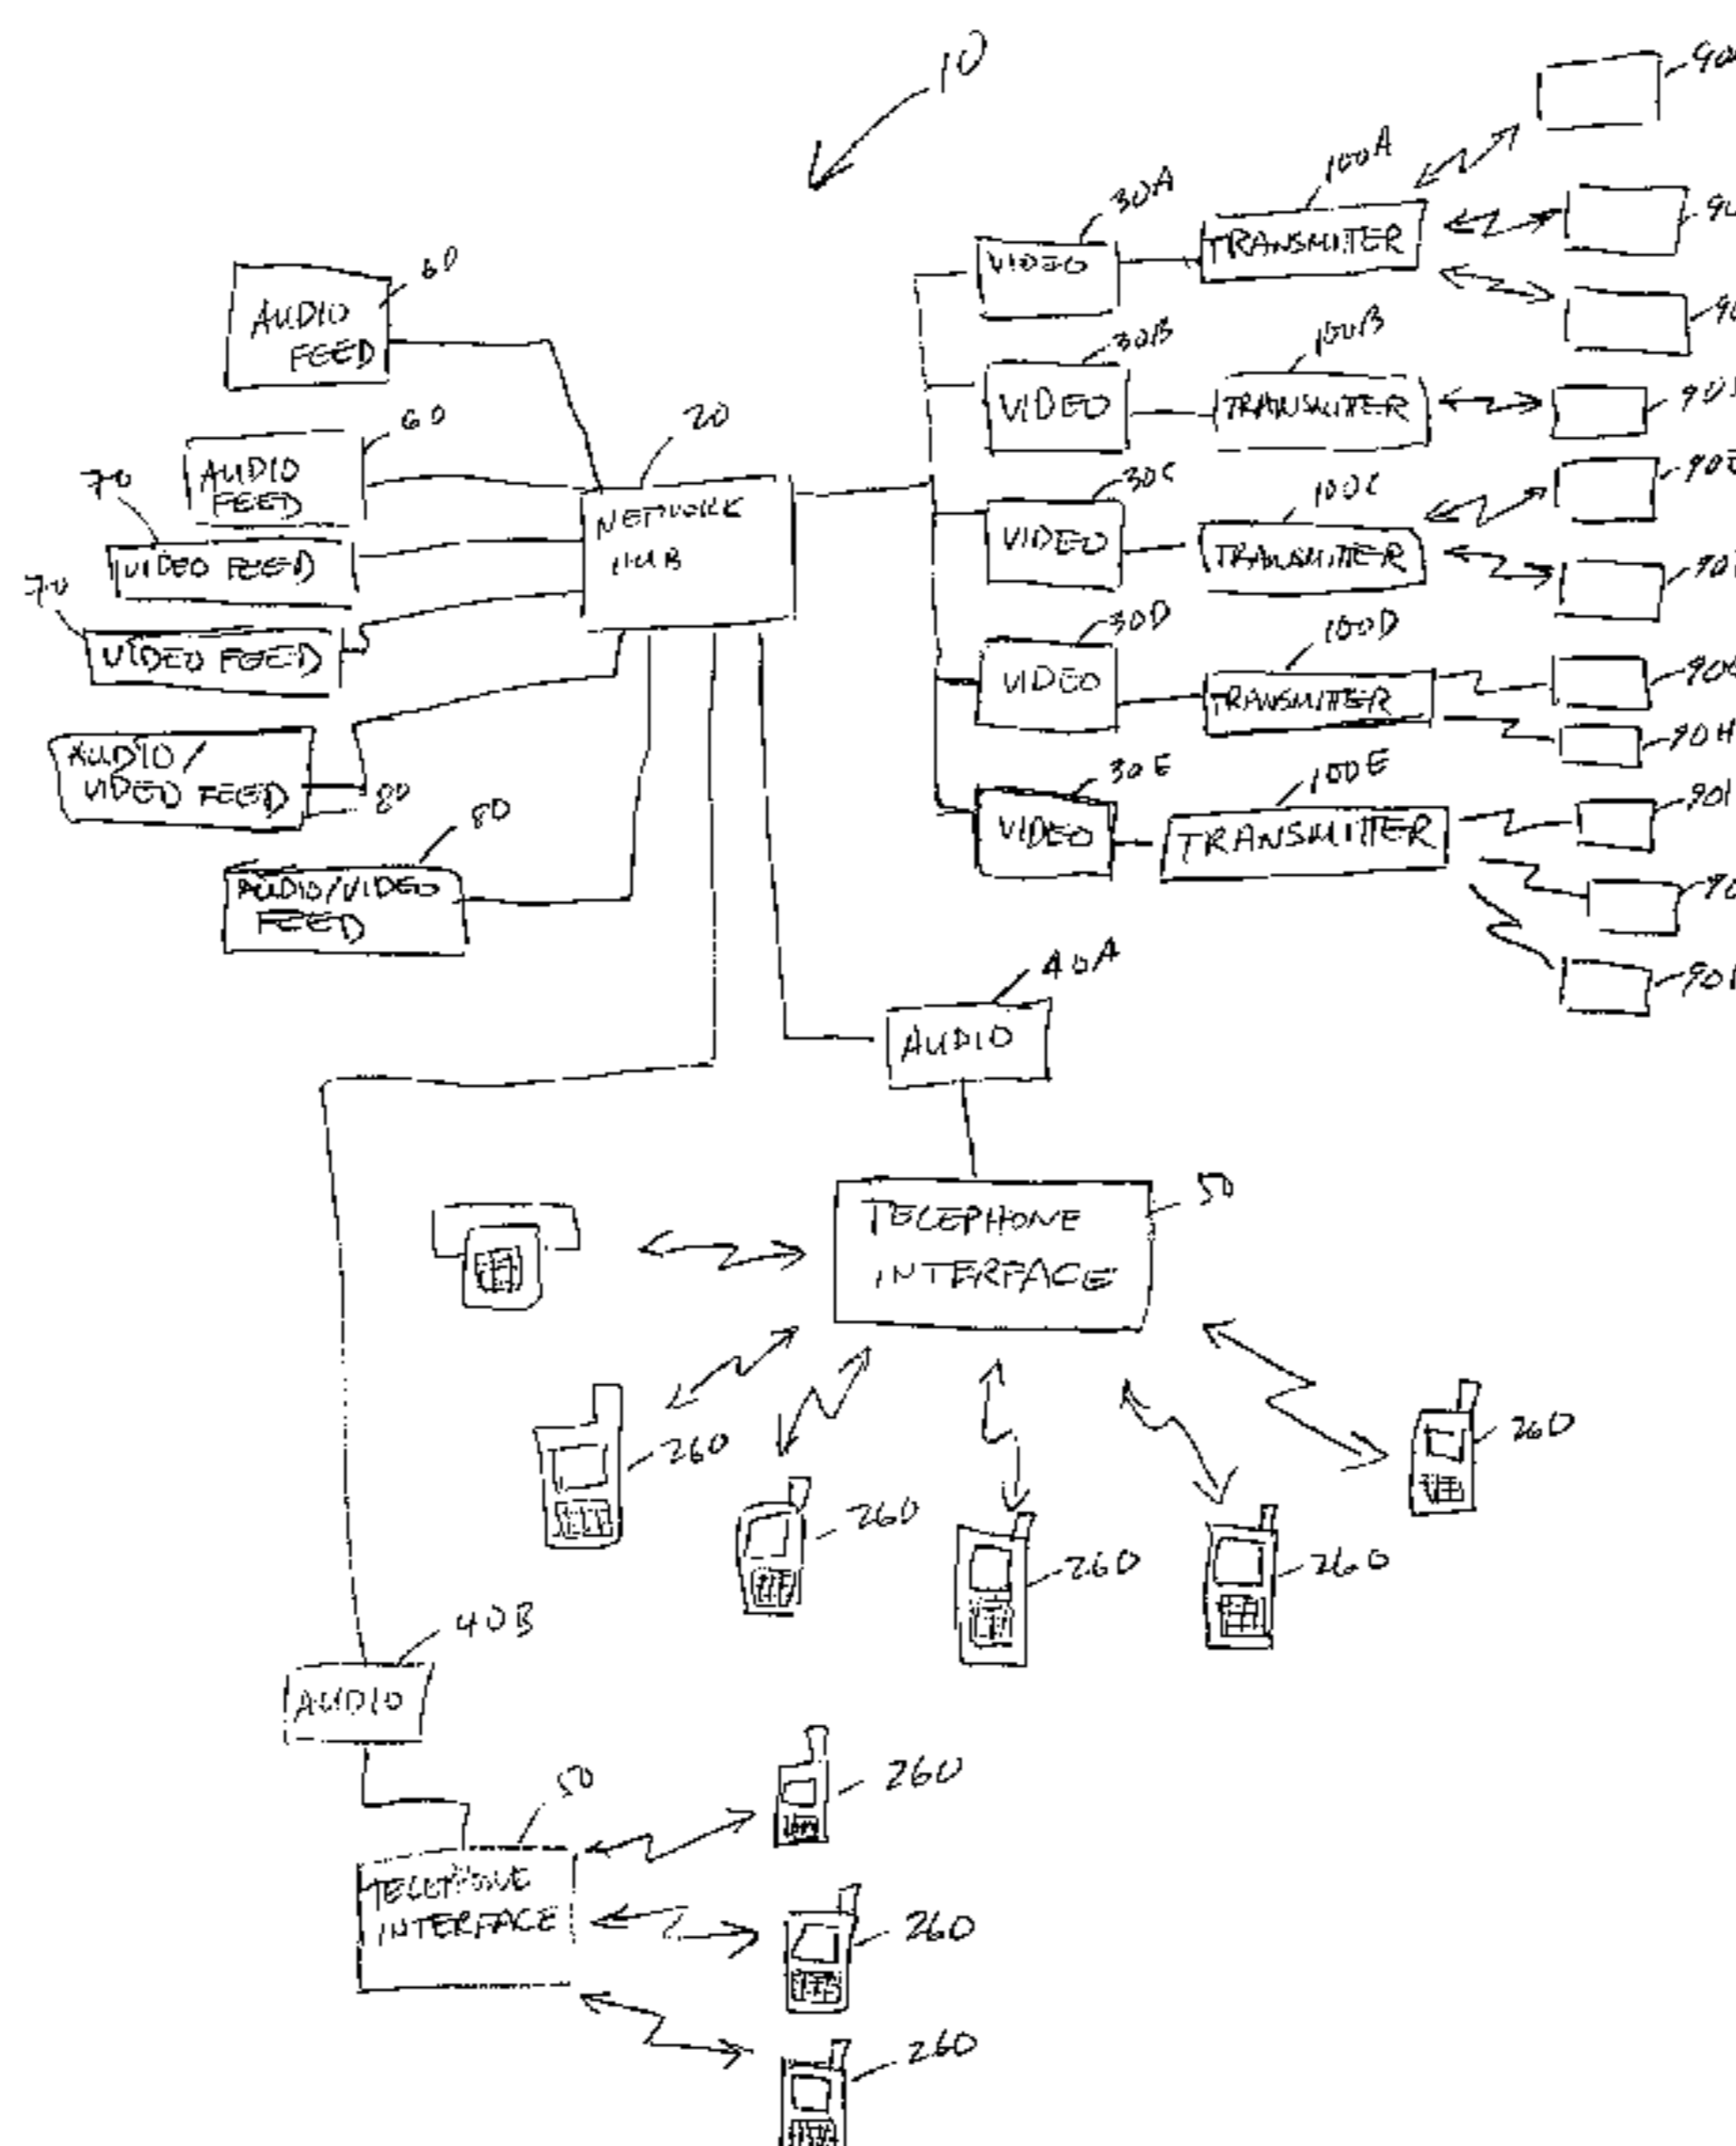 10
60
AUDIO
FEED
60
AUDIO
FEED
70
VIDEO FEED
70
VIDEO FEED
AUDIO/
VIDEO FEED
80
80
AUDIO/VIDEO
FEED
20
NETWORK
HUB
30A
VIDEO
100A
TRANSMITTER
30B
VIDEO
100B
TRANSMITTER
30C
VIDEO
100C
TRANSMITTER
30D
VIDEO
100D
TRANSMITTER
30E
VIDEO
100E
TRANSMITTER
90H
90I
40A
AUDIO
50
TELEPHONE
INTERFACE
260
260
260
260
260
40B
AUDIO
50
TELEPHONE
INTERFACE
260
260
260